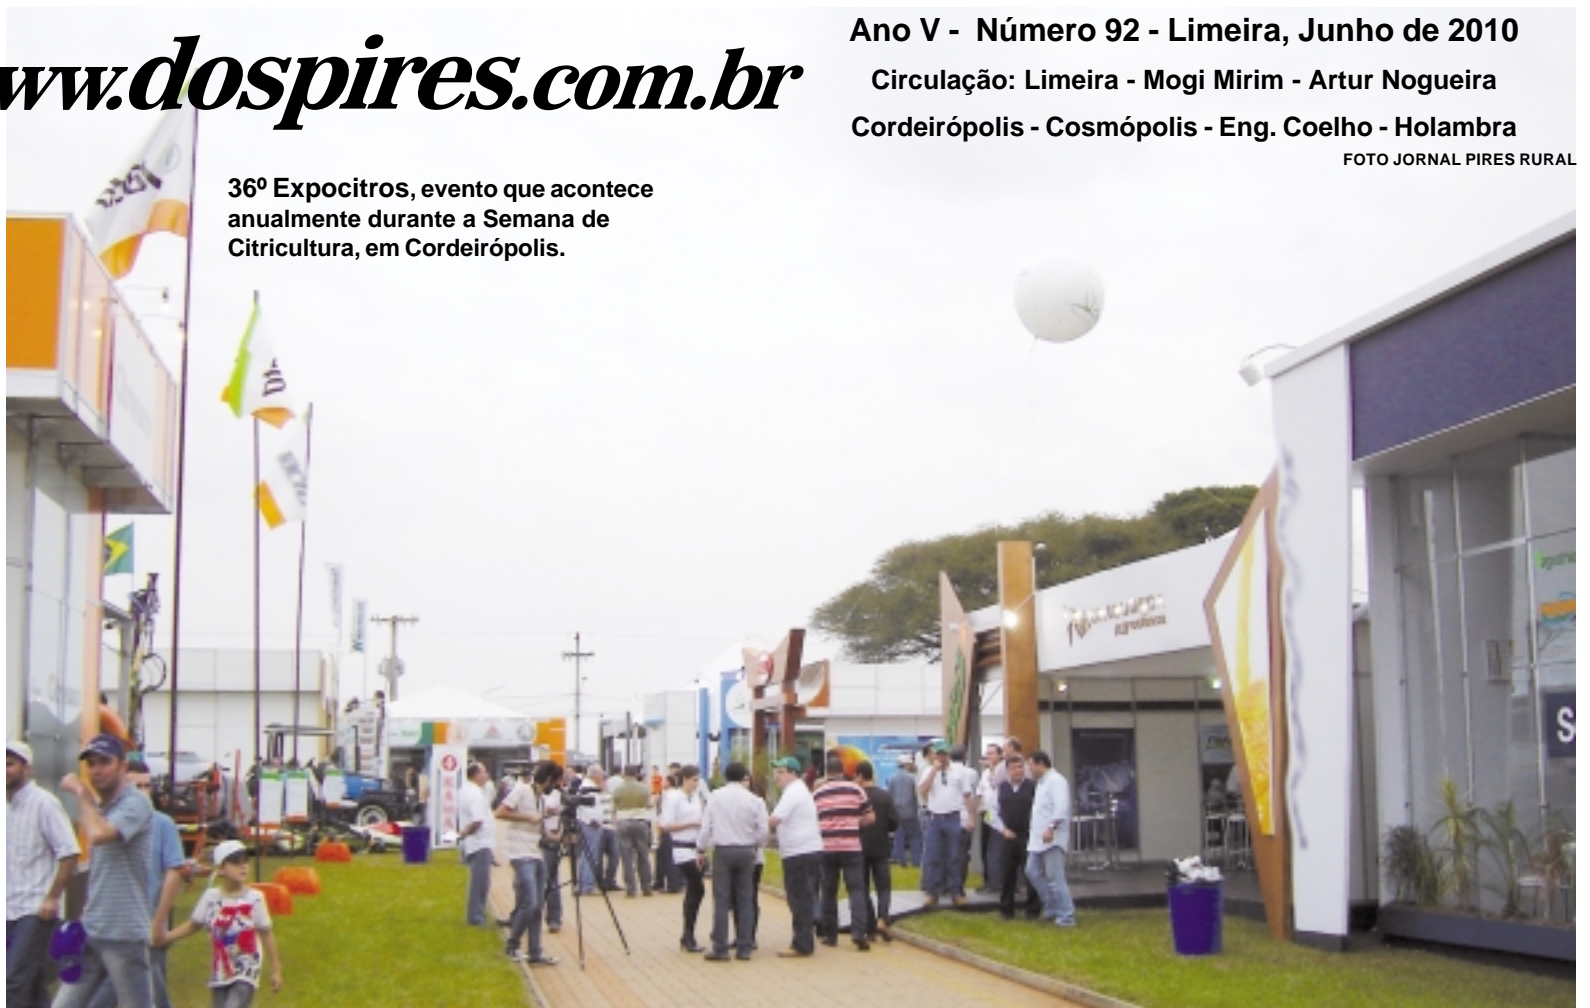 ww.dospires.com.br
Ano V - Número 92 - Limeira, Junho de 2010
Circulação: Limeira - Mogi Mirim - Artur Nogueira
Cordeirópolis - Cosmópolis - Eng. Coelho - Holambra
FOTO JORNAL PIRES RURAL
36º Expocitros, evento que acontece
anualmente durante a Semana de
Citricultura, em Cordeirópolis.